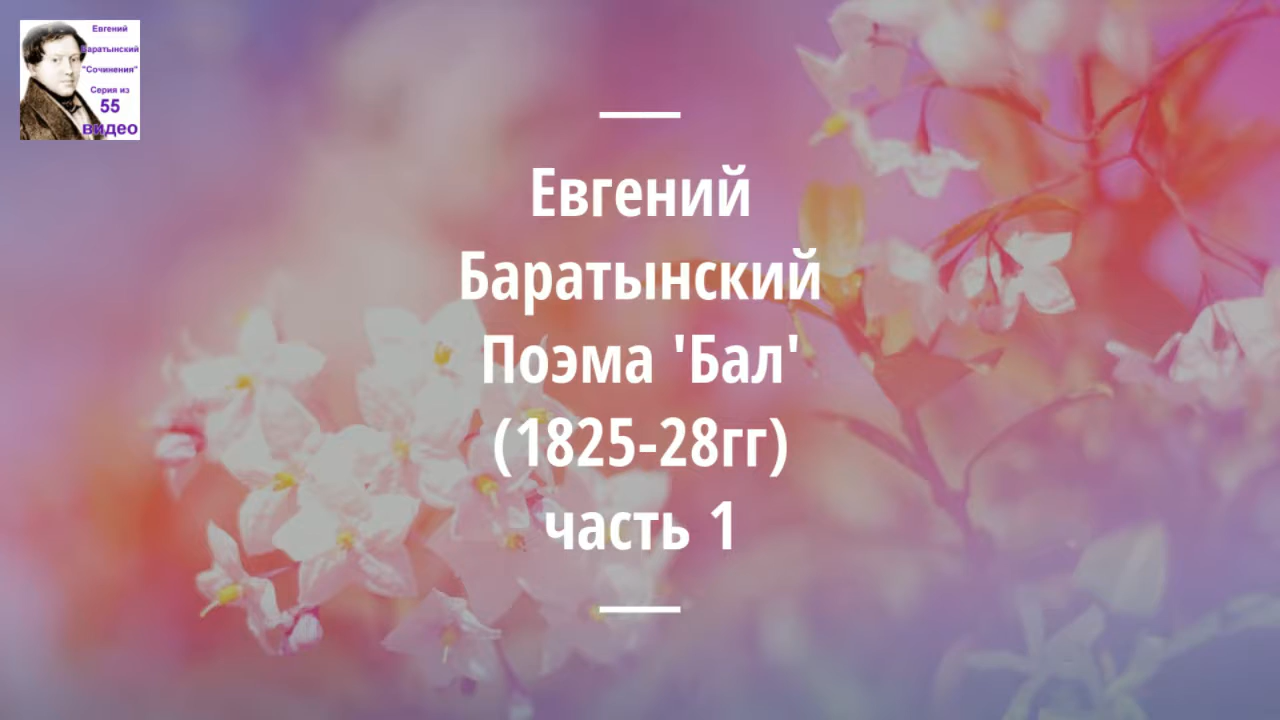 Евгений
Баратынский
"Сочинения"
Серия из
55
видео
Евгений
Баратынский
Поэма 'Бал'
(1825-28гг)
часть 1